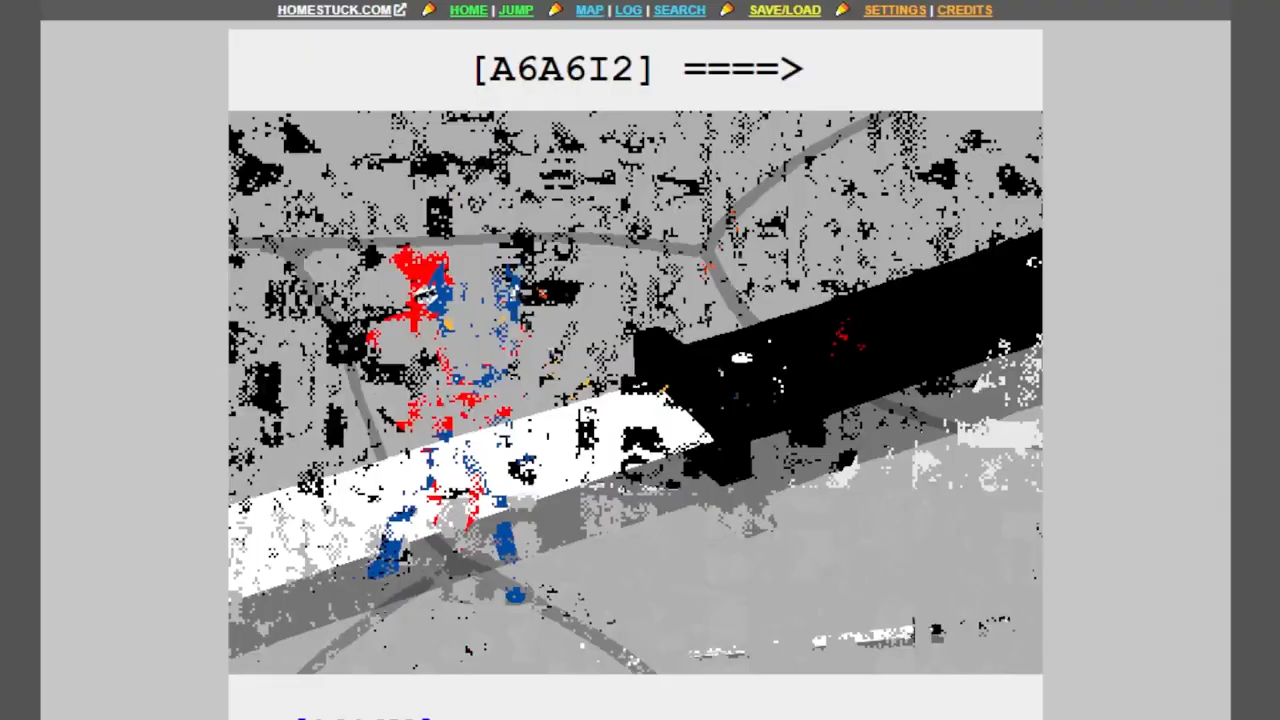 HOMESTUCK.COM HOME | JUMP MAP | LOG | SEARCH SAVE/LOAD SETTINGS | CREDITS
[A6A6I2] ====>